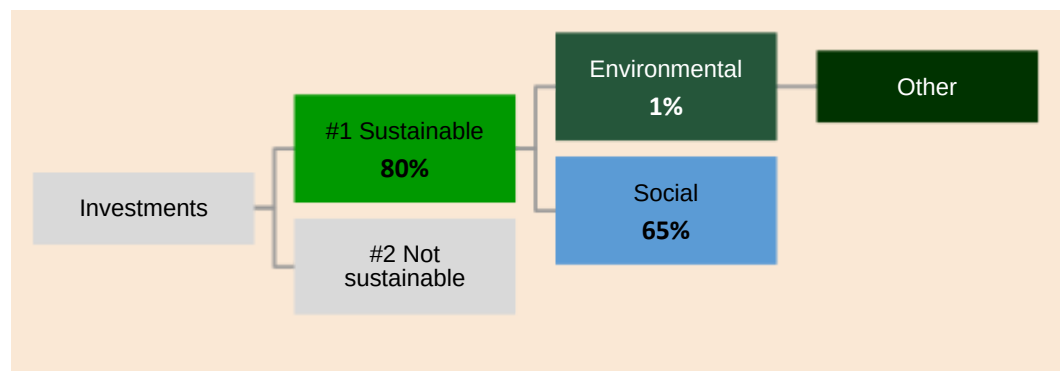 Investments
#1 Sustainable
80%
#2 Not
sustainable
Environmental
1%
Social
65%
Other